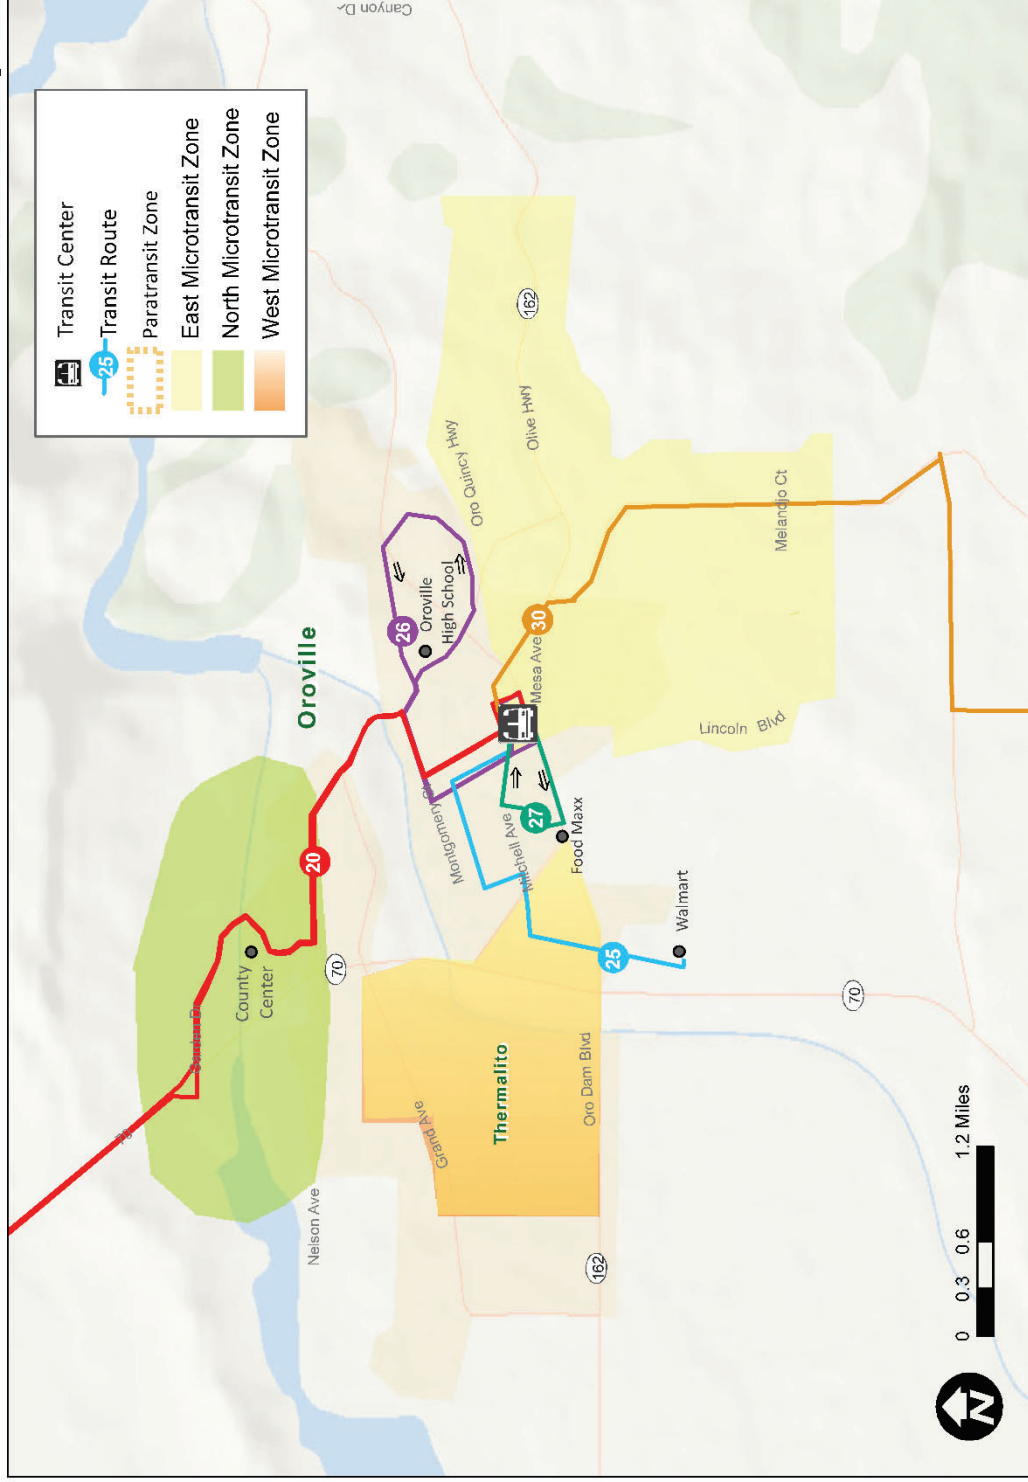 Transit Center
25
Transit Route
Paratransit Zone
East Microtransit Zone
North Microtransit Zone
West Microtransit Zone
Canyon Dr
Oroville
20
County
Center
Garden Dr
70
70
Nelson Ave
26
Oroville
High School
Oro Quincy Hwy
162
Olive Hwy
30
Mesa Ave
Melandjo Ct
Lincoln Blvd
Montgomery St
Mitchell Ave
27
Food Maxx
25
Walmart
Thermalito
Grand Ave
Oro Dam Blvd
162
70
0 0.3 0.6 1.2 Miles
N